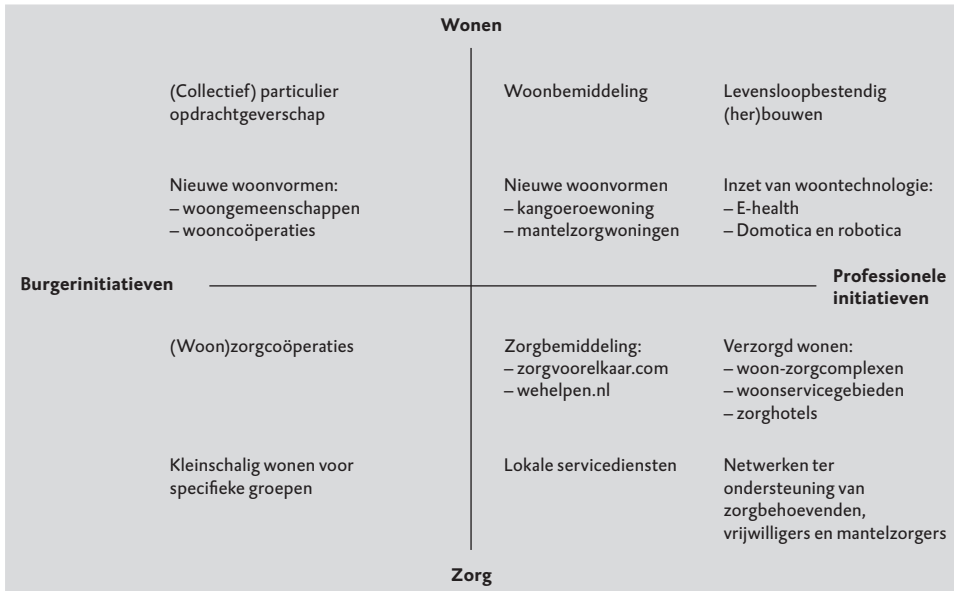 Wonen
(Collectief) particulier
opdrachtgeverschap
Woonbemiddeling
Levensloopbestendig
(her)bouwen
Nieuwe woonvormen:
– woongemeenschappen
– wooncoöperaties
Nieuwe woonvormen
– kangoeroewoning
– mantelzorgwoningen
Inzet van woontechnologie:
– E-health
– Domotica en robotica
Burgerinitiatieven
Professionele
initiatieven
(Woon)zorgcoöperaties
Zorgbemiddeling:
– zorgvoorelkaar.com
– wehelpen.nl
Verzorgd wonen:
– woon-zorgcomplexen
– woonservicegebieden
– zorghotels
Kleinschalig wonen voor
specifieke groepen
Lokale servicediensten
Netwerken ter
ondersteuning van
zorgbehoevenden,
vrijwilligers en mantelzorgers
Zorg